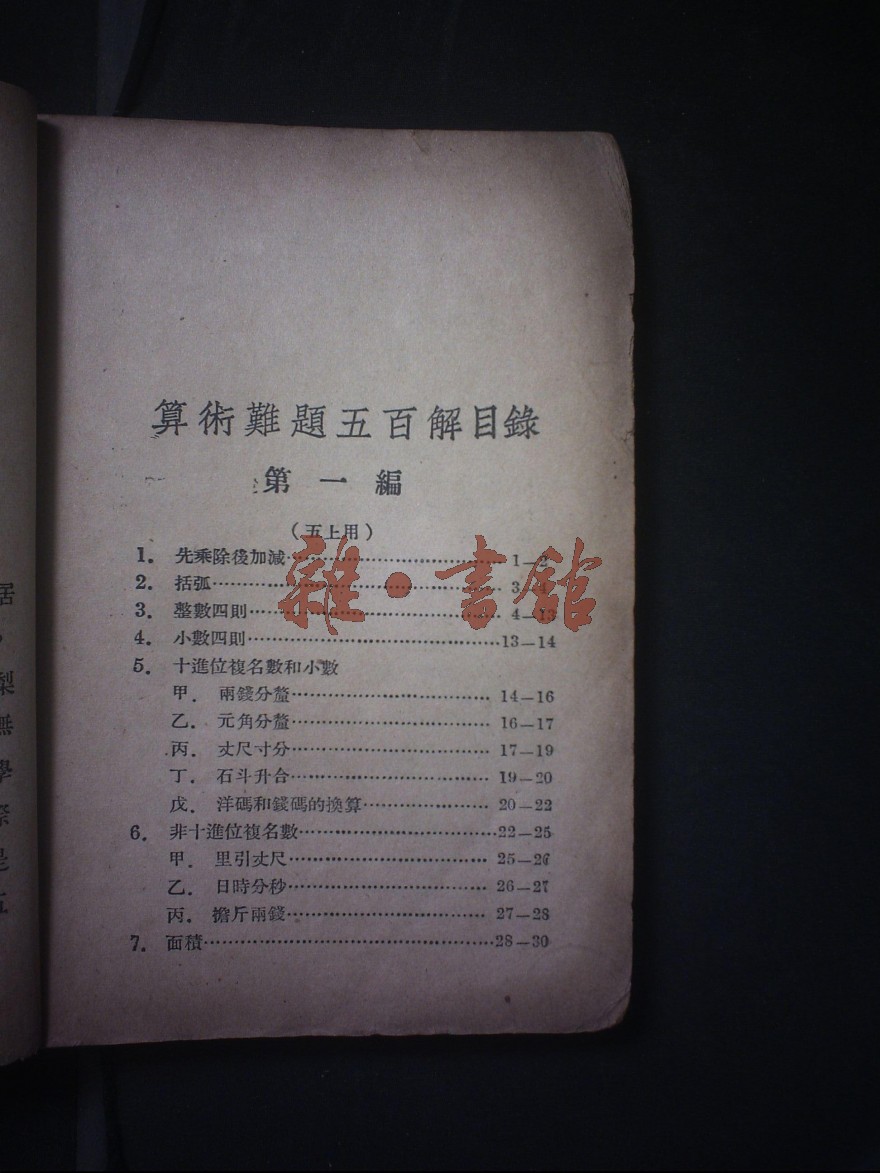 算術難題五百解目錄
第一編
（五上用）
1. 先乘除後加減 1—2
2. 括弧 3—4
3. 整數四則 4—13
4. 小數四則 13—14
5. 十進位複名數和小數
甲. 兩錢分釐 14—16
乙. 元角分釐 16—17
丙. 丈尺寸分 17—19
丁. 石斗升合 19—20
戊. 洋碼和錢碼的換算 20—22
6. 非十進位複名數 22—25
甲. 里引丈尺 25—26
乙. 日時分秒 26—27
丙. 擔斤兩錢 27—28
7. 面積 28—30
雜·書館